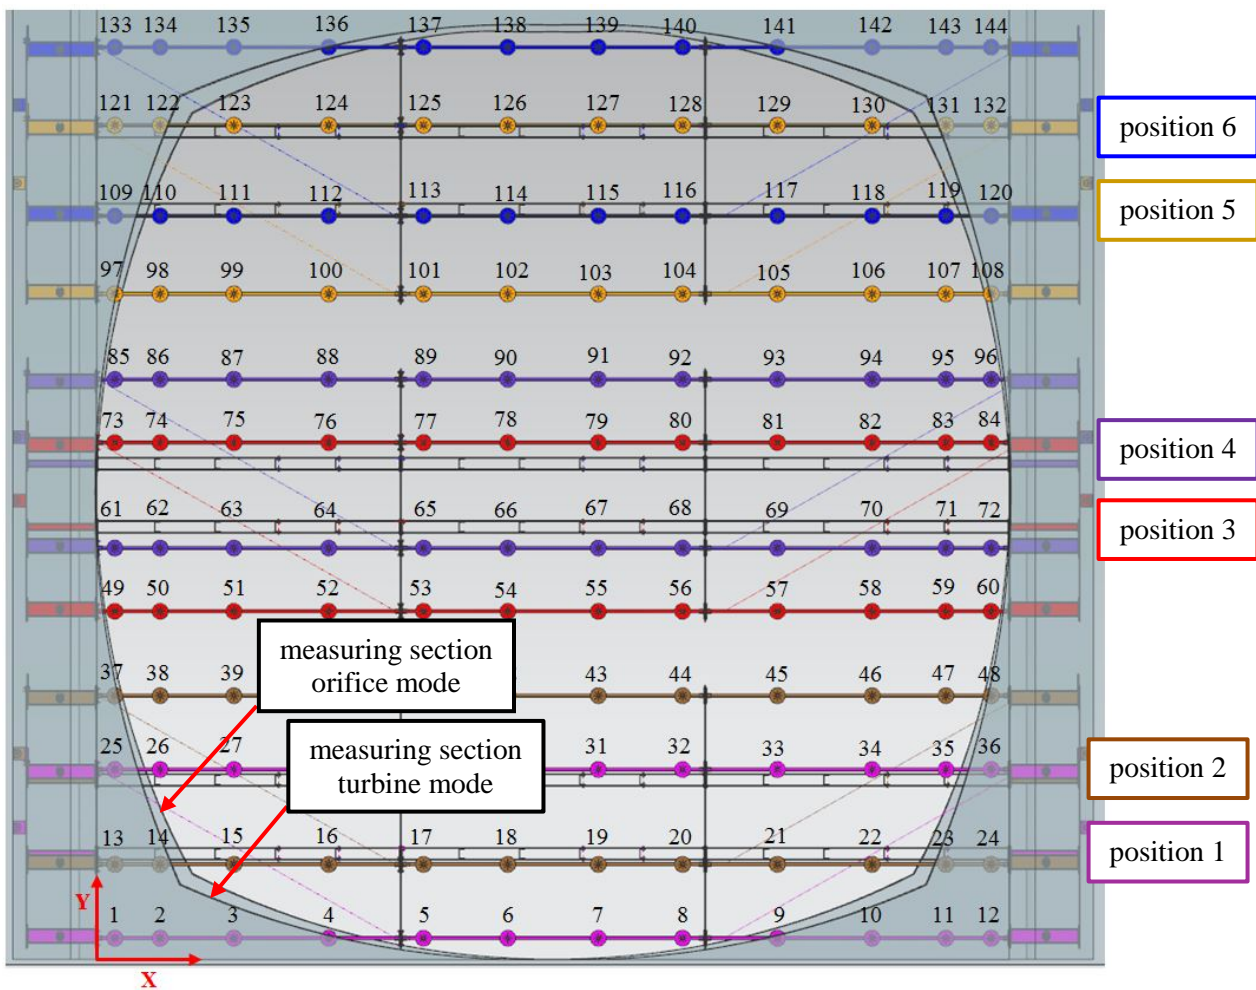 133 134 135 136 137 138 139 140 141 142 143 144
121 122 123 124 125 126 127 128 129 130 131 132
position 6
109 110 111 112 113 114 115 116 117 118 119 120
position 5
97 98 99 100 101 102 103 104 105 106 107 108
85 86 87 88 89 90 91 92 93 94 95 96
73 74 75 76 77 78 79 80 81 82 83 84
position 4
61 62 63 64 65 66 67 68 69 70 71 72
position 3
49 50 51 52 53 54 55 56 57 58 59 60
measuring section
orifice mode
37 38 39 43 44 45 46 47 48
measuring section
turbine mode
25 26 27 31 32 33 34 35 36
position 2
13 14 15 16 17 18 19 20 21 22 23 24
position 1
Y
1 2 3 4 5 6 7 8 9 10 11 12
X